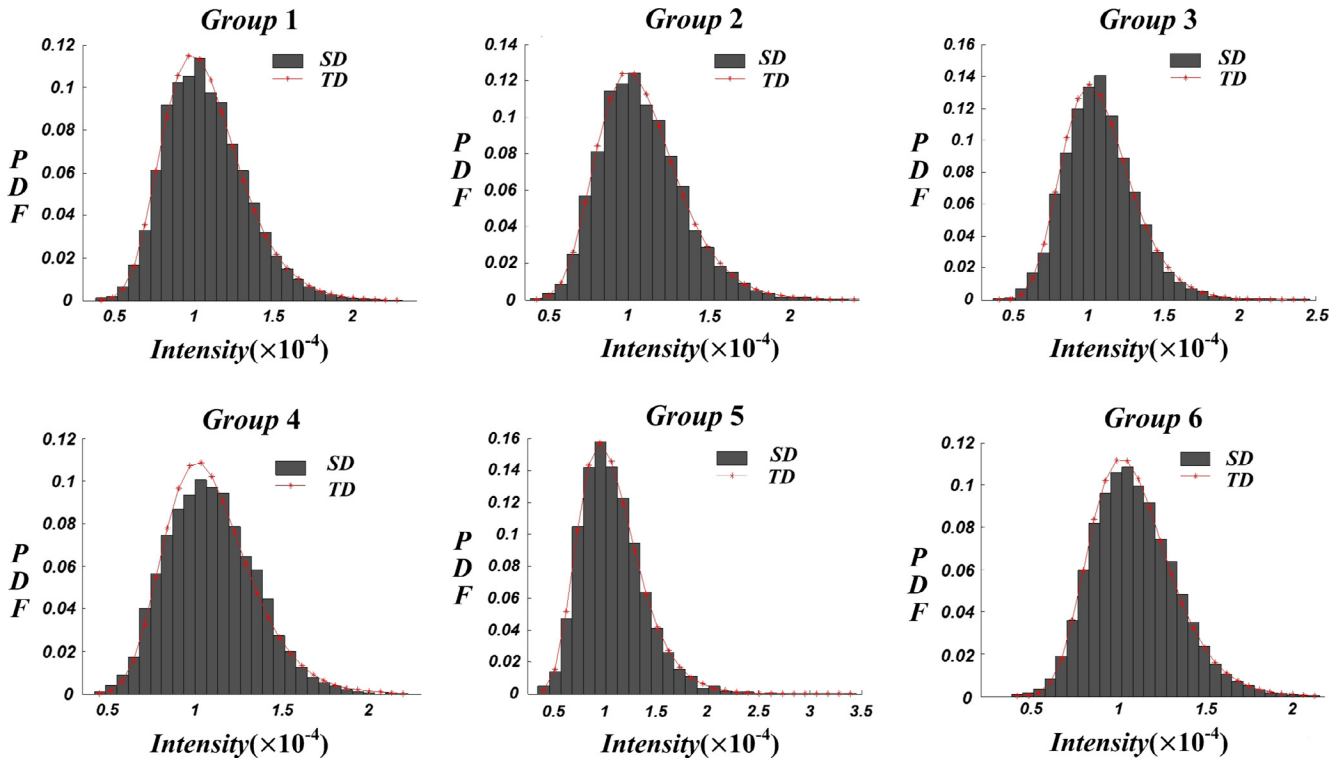 Group 1
0.12
0.1
0.08
0.06
0.04
0.02
0
P
D
F
SD
TD
0.5 1 1.5 2
Intensity(×10-4)
Group 2
0.14
0.12
0.1
0.08
0.06
0.04
0.02
0
P
D
F
SD
TD
0.5 1 1.5 2
Intensity(×10-4)
Group 3
0.16
0.14
0.12
0.1
0.08
0.06
0.04
0.02
0
P
D
F
SD
TD
0.5 1 1.5 2 2.5
Intensity(×10-4)
Group 4
0.12
0.1
0.08
0.06
0.04
0.02
0
P
D
F
SD
TD
0.5 1 1.5 2
Intensity(×10-4)
Group 5
0.16
0.14
0.12
0.1
0.08
0.06
0.04
0.02
0
P
D
F
SD
TD
0.5 1 1.5 2 2.5 3 3.5
Intensity(×10-4)
Group 6
0.12
0.1
0.08
0.06
0.04
0.02
0
P
D
F
SD
TD
0.5 1 1.5 2
Intensity(×10-4)